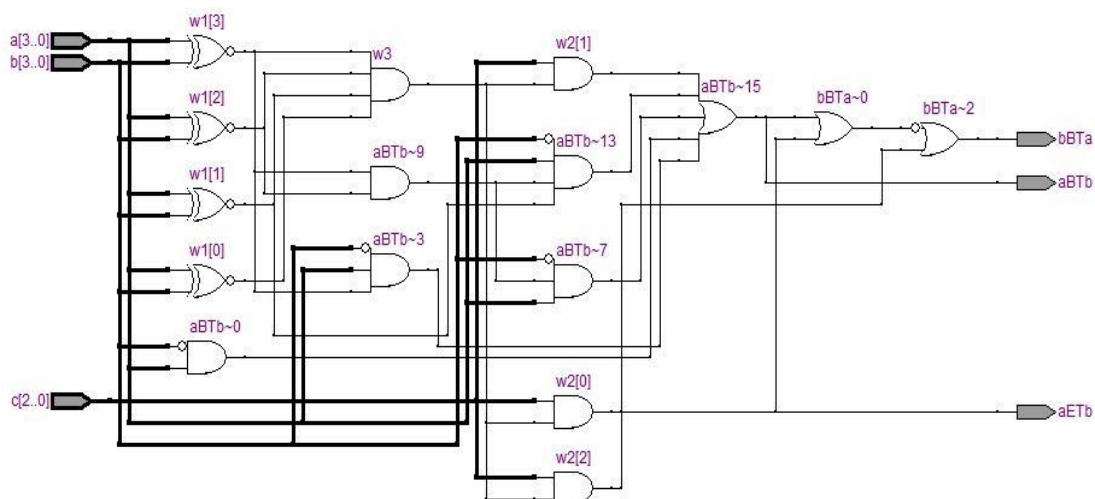 w1[3]
a[3..0]
b[3..0]
w3
w2[1]
aBTb~15
bBTa~0
bBTa~2
w1[2]
bBTa
aBTb~9
aBTb~13
aBTb
w1[1]
w1[0]
aBTb~3
aBTb~7
aBTb~0
w2[0]
c[2..0]
aETb
w2[2]